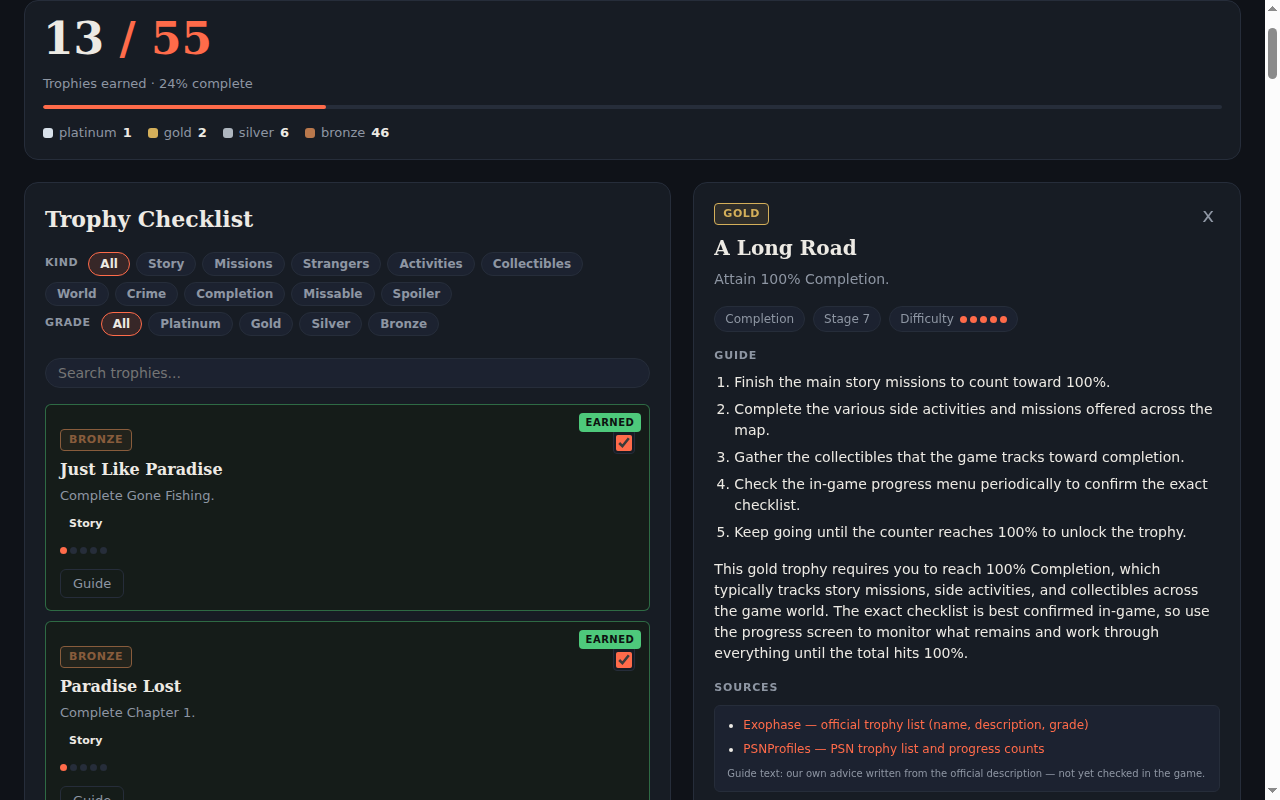 13 / 55
Trophies earned · 24% complete
platinum 1 gold 2 silver 6 bronze 46
Trophy Checklist
KIND All Story Missions Strangers Activities Collectibles
World Crime Completion Missable Spoiler
GRADE All Platinum Gold Silver Bronze
Search trophies...
EARNED
BRONZE
Just Like Paradise
Complete Gone Fishing.
Story
Guide
EARNED
BRONZE
Paradise Lost
Complete Chapter 1.
Story
Guide
GOLD
X
A Long Road
Attain 100% Completion.
Completion Stage 7 Difficulty
GUIDE
1. Finish the main story missions to count toward 100%.
2. Complete the various side activities and missions offered across the
map.
3. Gather the collectibles that the game tracks toward completion.
4. Check the in-game progress menu periodically to confirm the exact
checklist.
5. Keep going until the counter reaches 100% to unlock the trophy.
This gold trophy requires you to reach 100% Completion, which
typically tracks story missions, side activities, and collectibles across
the game world. The exact checklist is best confirmed in-game, so use
the progress screen to monitor what remains and work through
everything until the total hits 100%.
SOURCES
• Exophase — official trophy list (name, description, grade)
• PSNProfiles — PSN trophy list and progress counts
Guide text: our own advice written from the official description — not yet checked in the game.